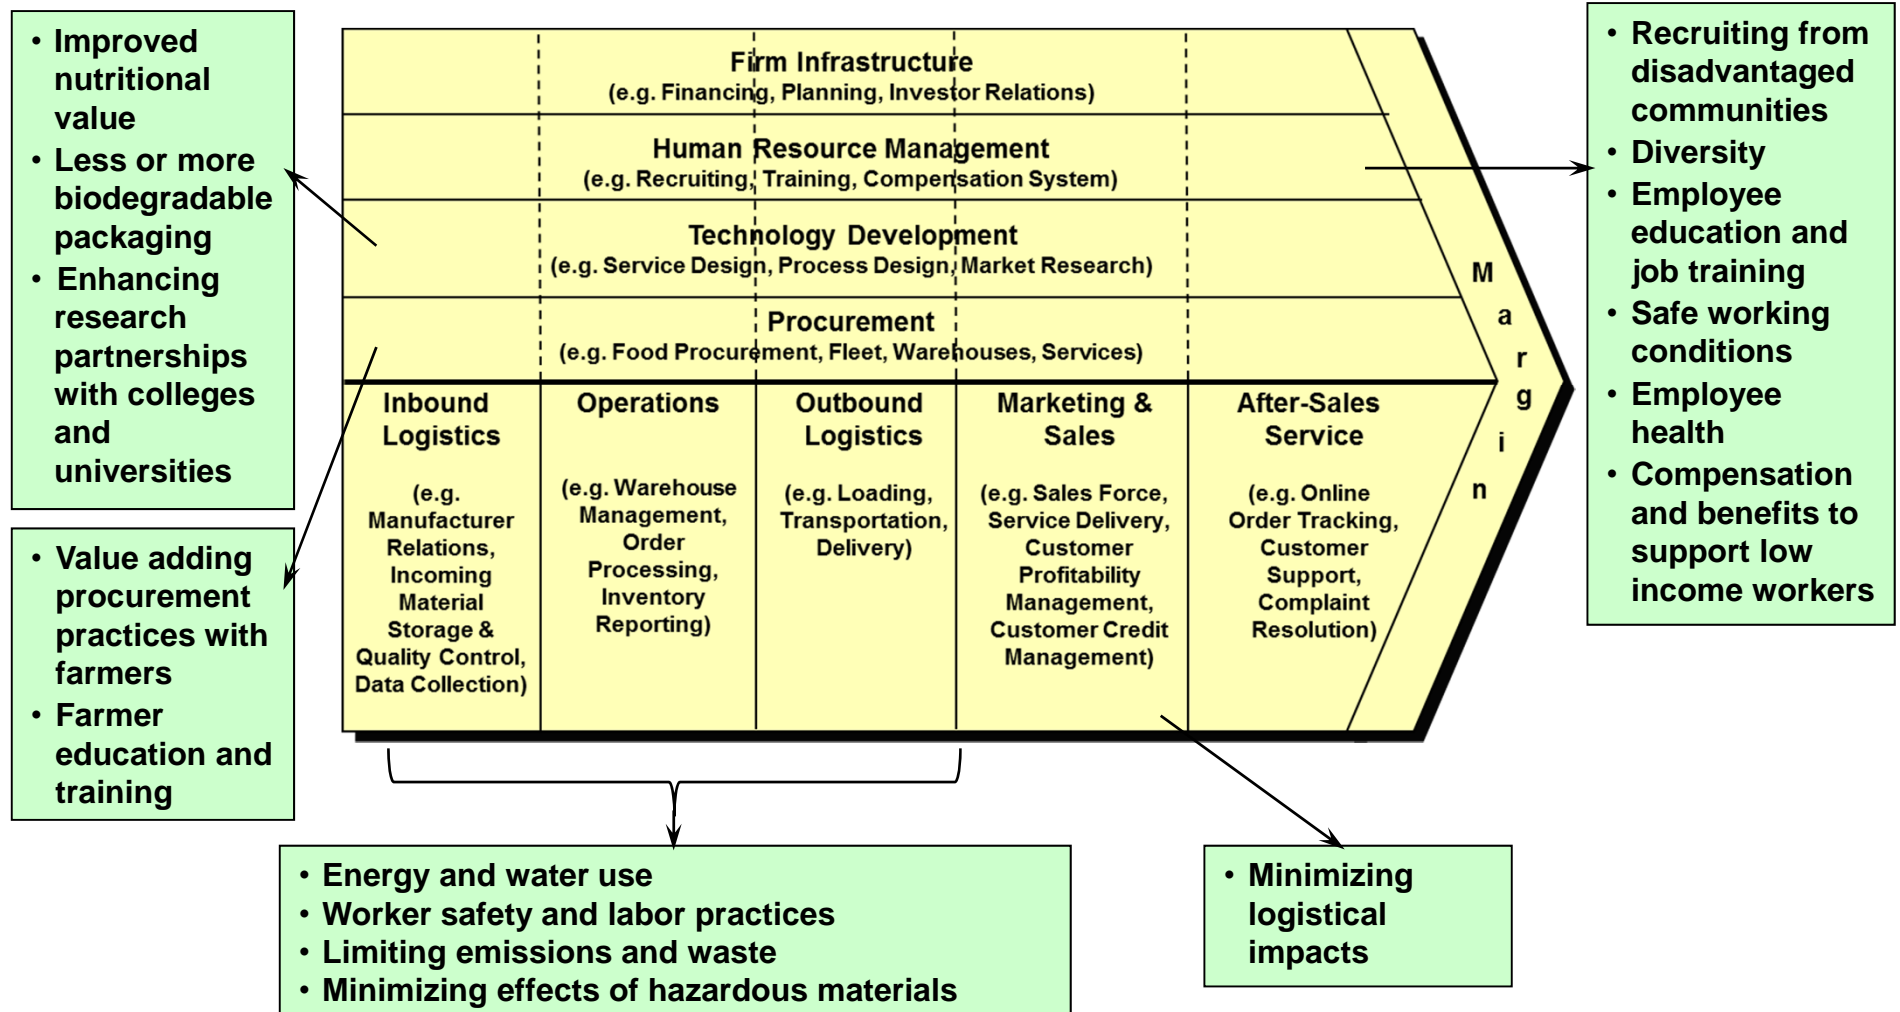 • Improved
nutritional
value
• Less or more
biodegradable
packaging
• Enhancing
research
partnerships
with colleges
and
universities
• Value adding
procurement
practices with
farmers
• Farmer
education and
training
Firm Infrastructure
(e.g. Financing, Planning, Investor Relations)
Human Resource Management
(e.g. Recruiting, Training, Compensation System)
Technology Development
(e.g. Service Design, Process Design, Market Research)
Procurement
(e.g. Food Procurement, Fleet, Warehouses, Services)
Inbound
Logistics
(e.g.
Manufacturer
Relations,
Incoming
Material
Storage &
Quality Control,
Data Collection)
Operations
(e.g. Warehouse
Management,
Order
Processing,
Inventory
Reporting)
Outbound
Logistics
(e.g. Loading,
Transportation,
Delivery)
Marketing &
Sales
(e.g. Sales Force,
Service Delivery,
Customer
Profitability
Management,
Customer Credit
Management)
After-Sales
Service
(e.g. Online
Order Tracking,
Customer
Support,
Complaint
Resolution)
Margin
• Recruiting from
disadvantaged
communities
• Diversity
• Employee
education and
job training
• Safe working
conditions
• Employee
health
• Compensation
and benefits to
support low
income workers
• Energy and water use
• Worker safety and labor practices
• Limiting emissions and waste
• Minimizing effects of hazardous materials
• Minimizing
logistical
impacts